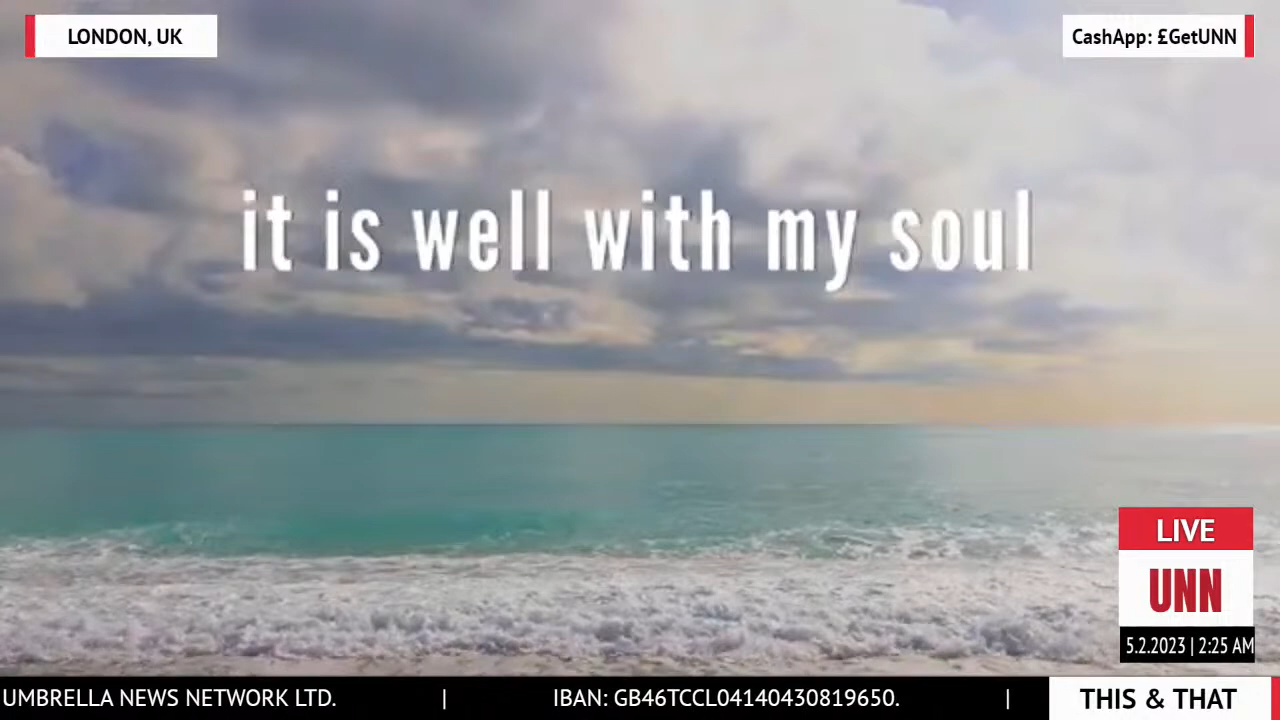 LONDON, UK
CashApp: £GetUNN
it is well with my soul
LIVE
UNN
5.2.2023 | 2:25 AM
UMBRELLA NEWS NETWORK LTD. | IBAN: GB46TCCL04140430819650. |
THIS & THAT